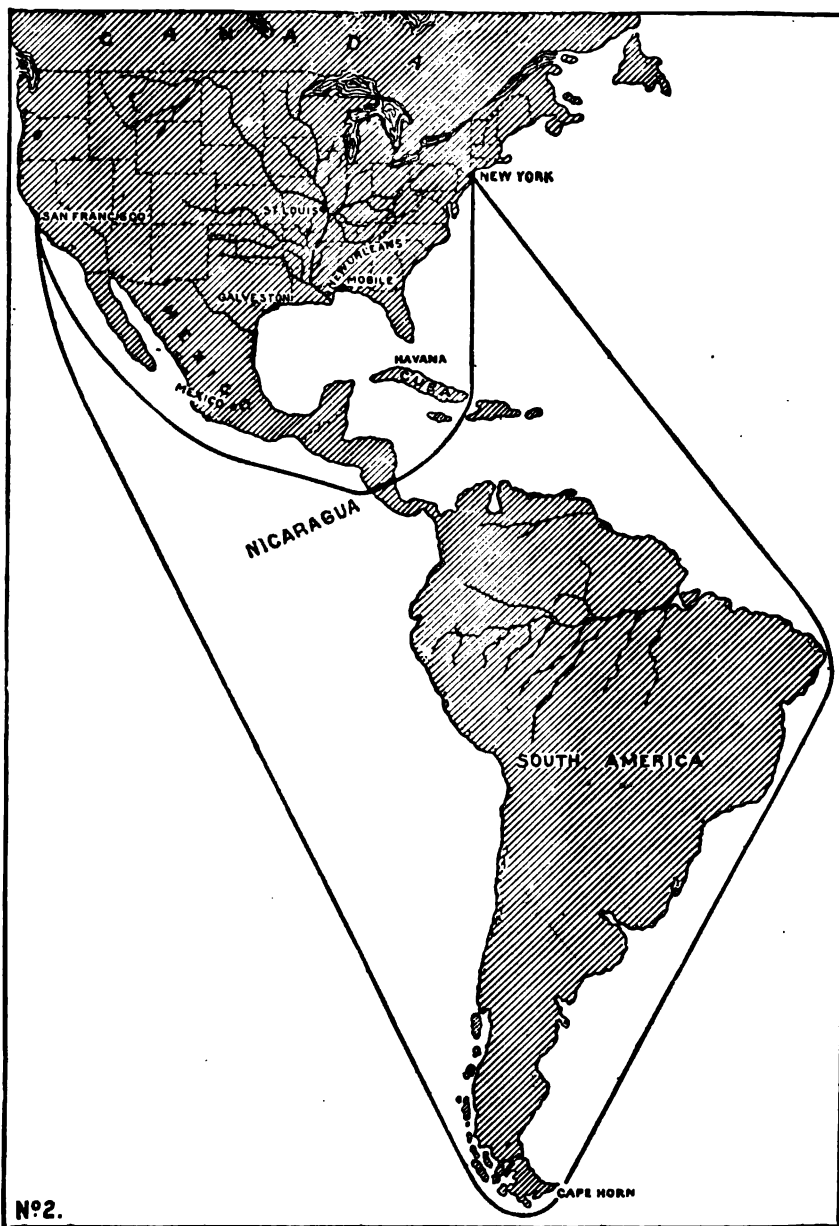 CANADA
NEW YORK
SAN FRANCISCO
ST. LOUIS
NEW ORLEANS
MOBILE
GALVESTON
MEXICO
HAVANA
CUBA
MEXICO
NICARAGUA
SOUTH AMERICA
CAPE HORN
Nº2.